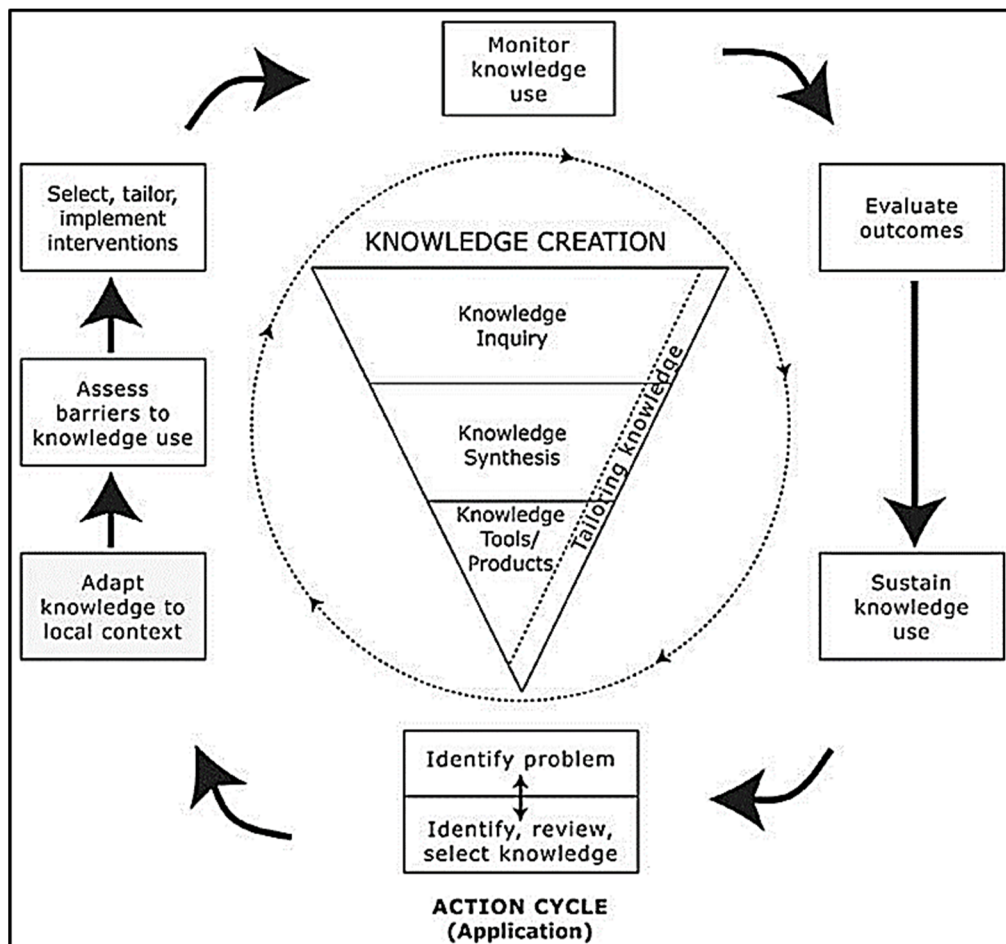 Monitor
knowledge
use
Select, tailor,
implement
interventions
Evaluate
outcomes
KNOWLEDGE CREATION
Knowledge
Inquiry
Tailoring knowledge
Assess
barriers to
knowledge use
Knowledge
Synthesis
Knowledge
Tools/
Products
Adapt
knowledge to
local context
Sustain
knowledge
use
Identify problem
Identify, review,
select knowledge
ACTION CYCLE
(Application)